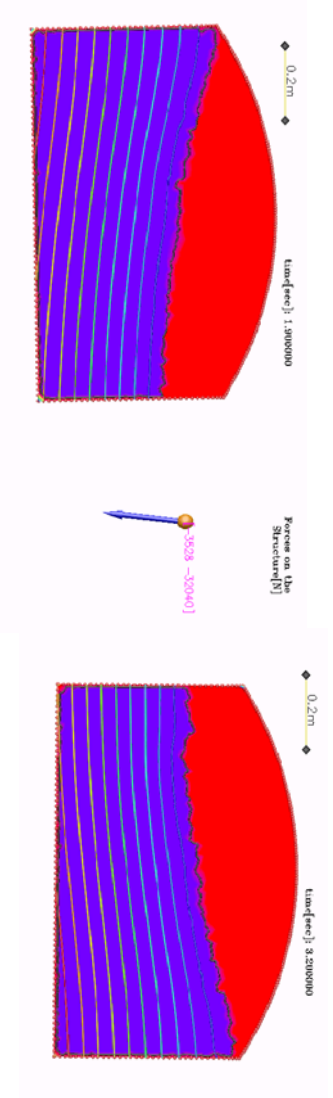 0.2m
time[sec]: 1.900000
Forces on the
Structure[N]
[-3528 -32040]
0.2m
time[sec]: 3.200000